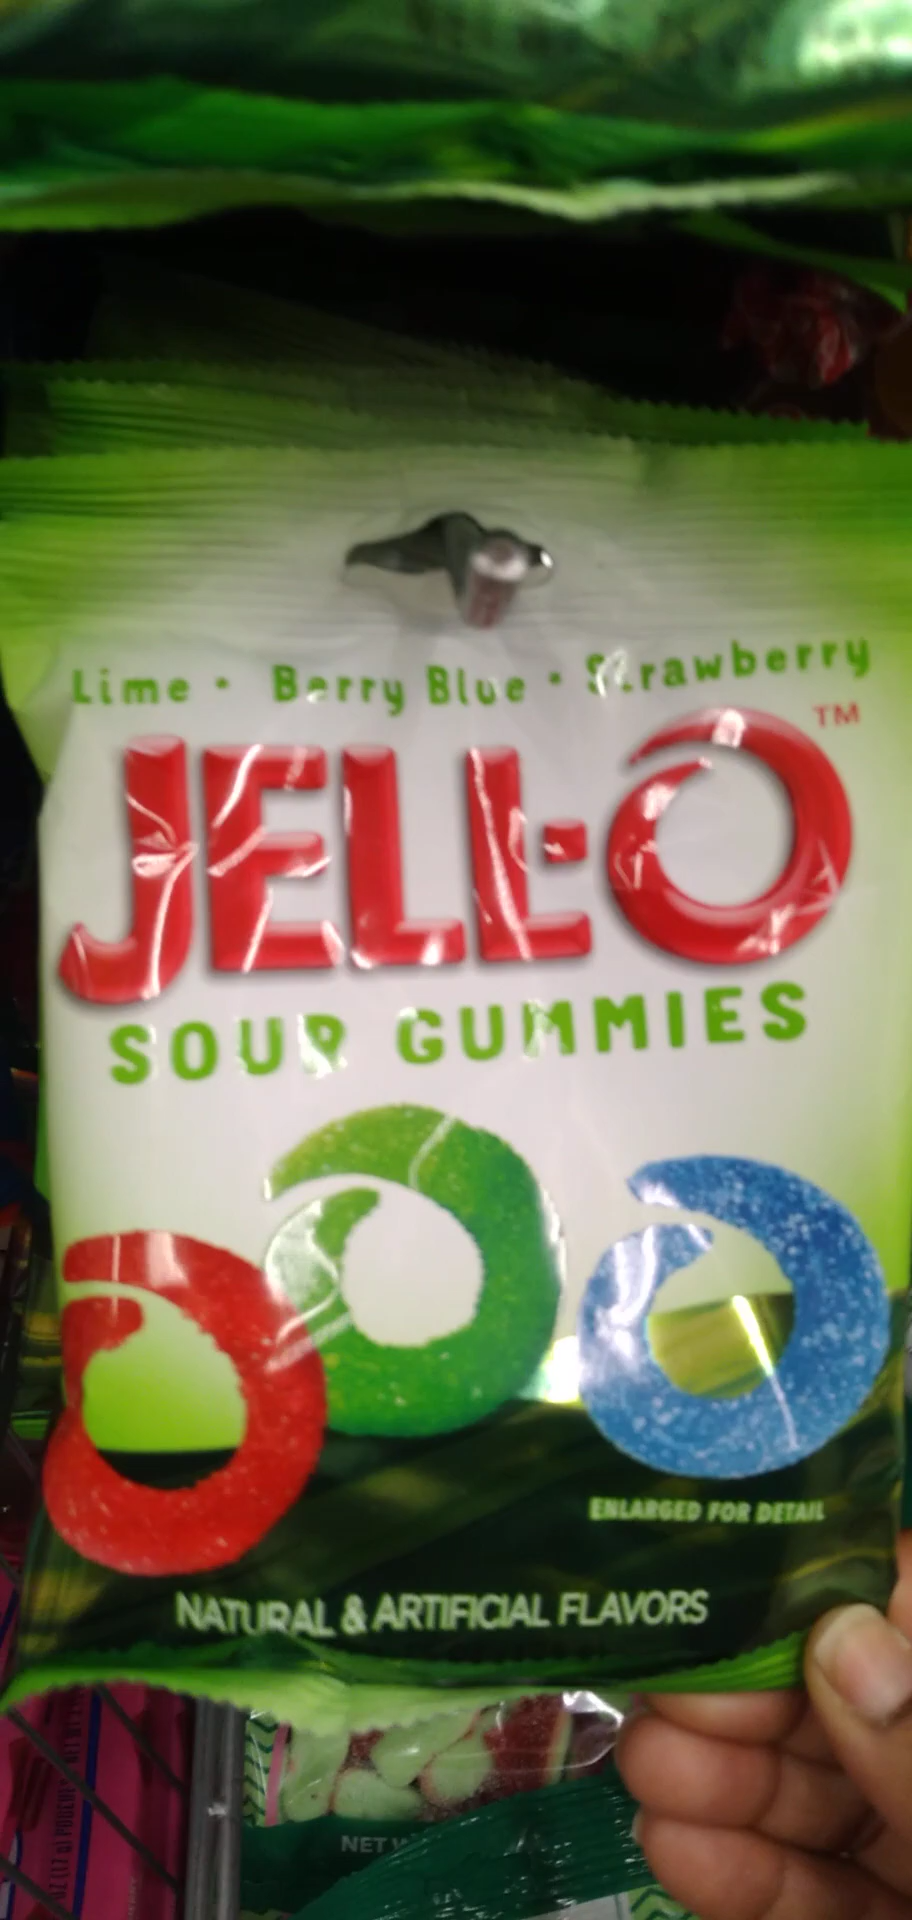 Lime • Berry Blue • Strawberry
JELL-O™
SOUR GUMMIES
ENLARGED FOR DETAIL
NATURAL & ARTIFICIAL FLAVORS
NET